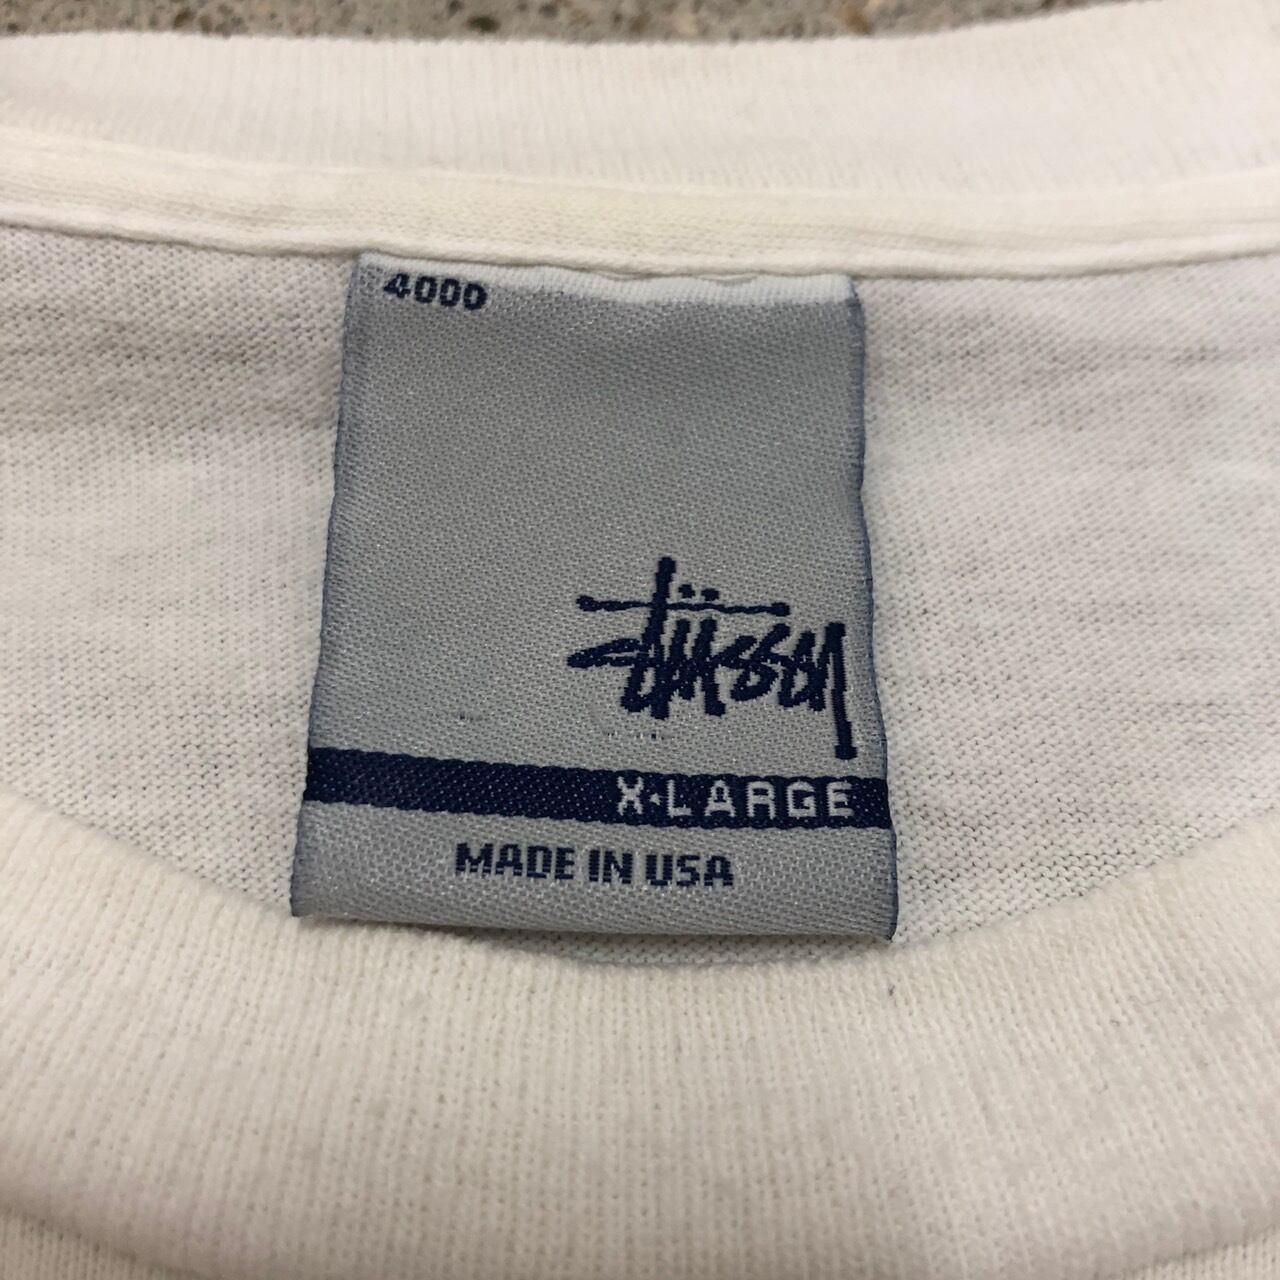 4000
Stüssy
X-LARGE
MADE IN USA